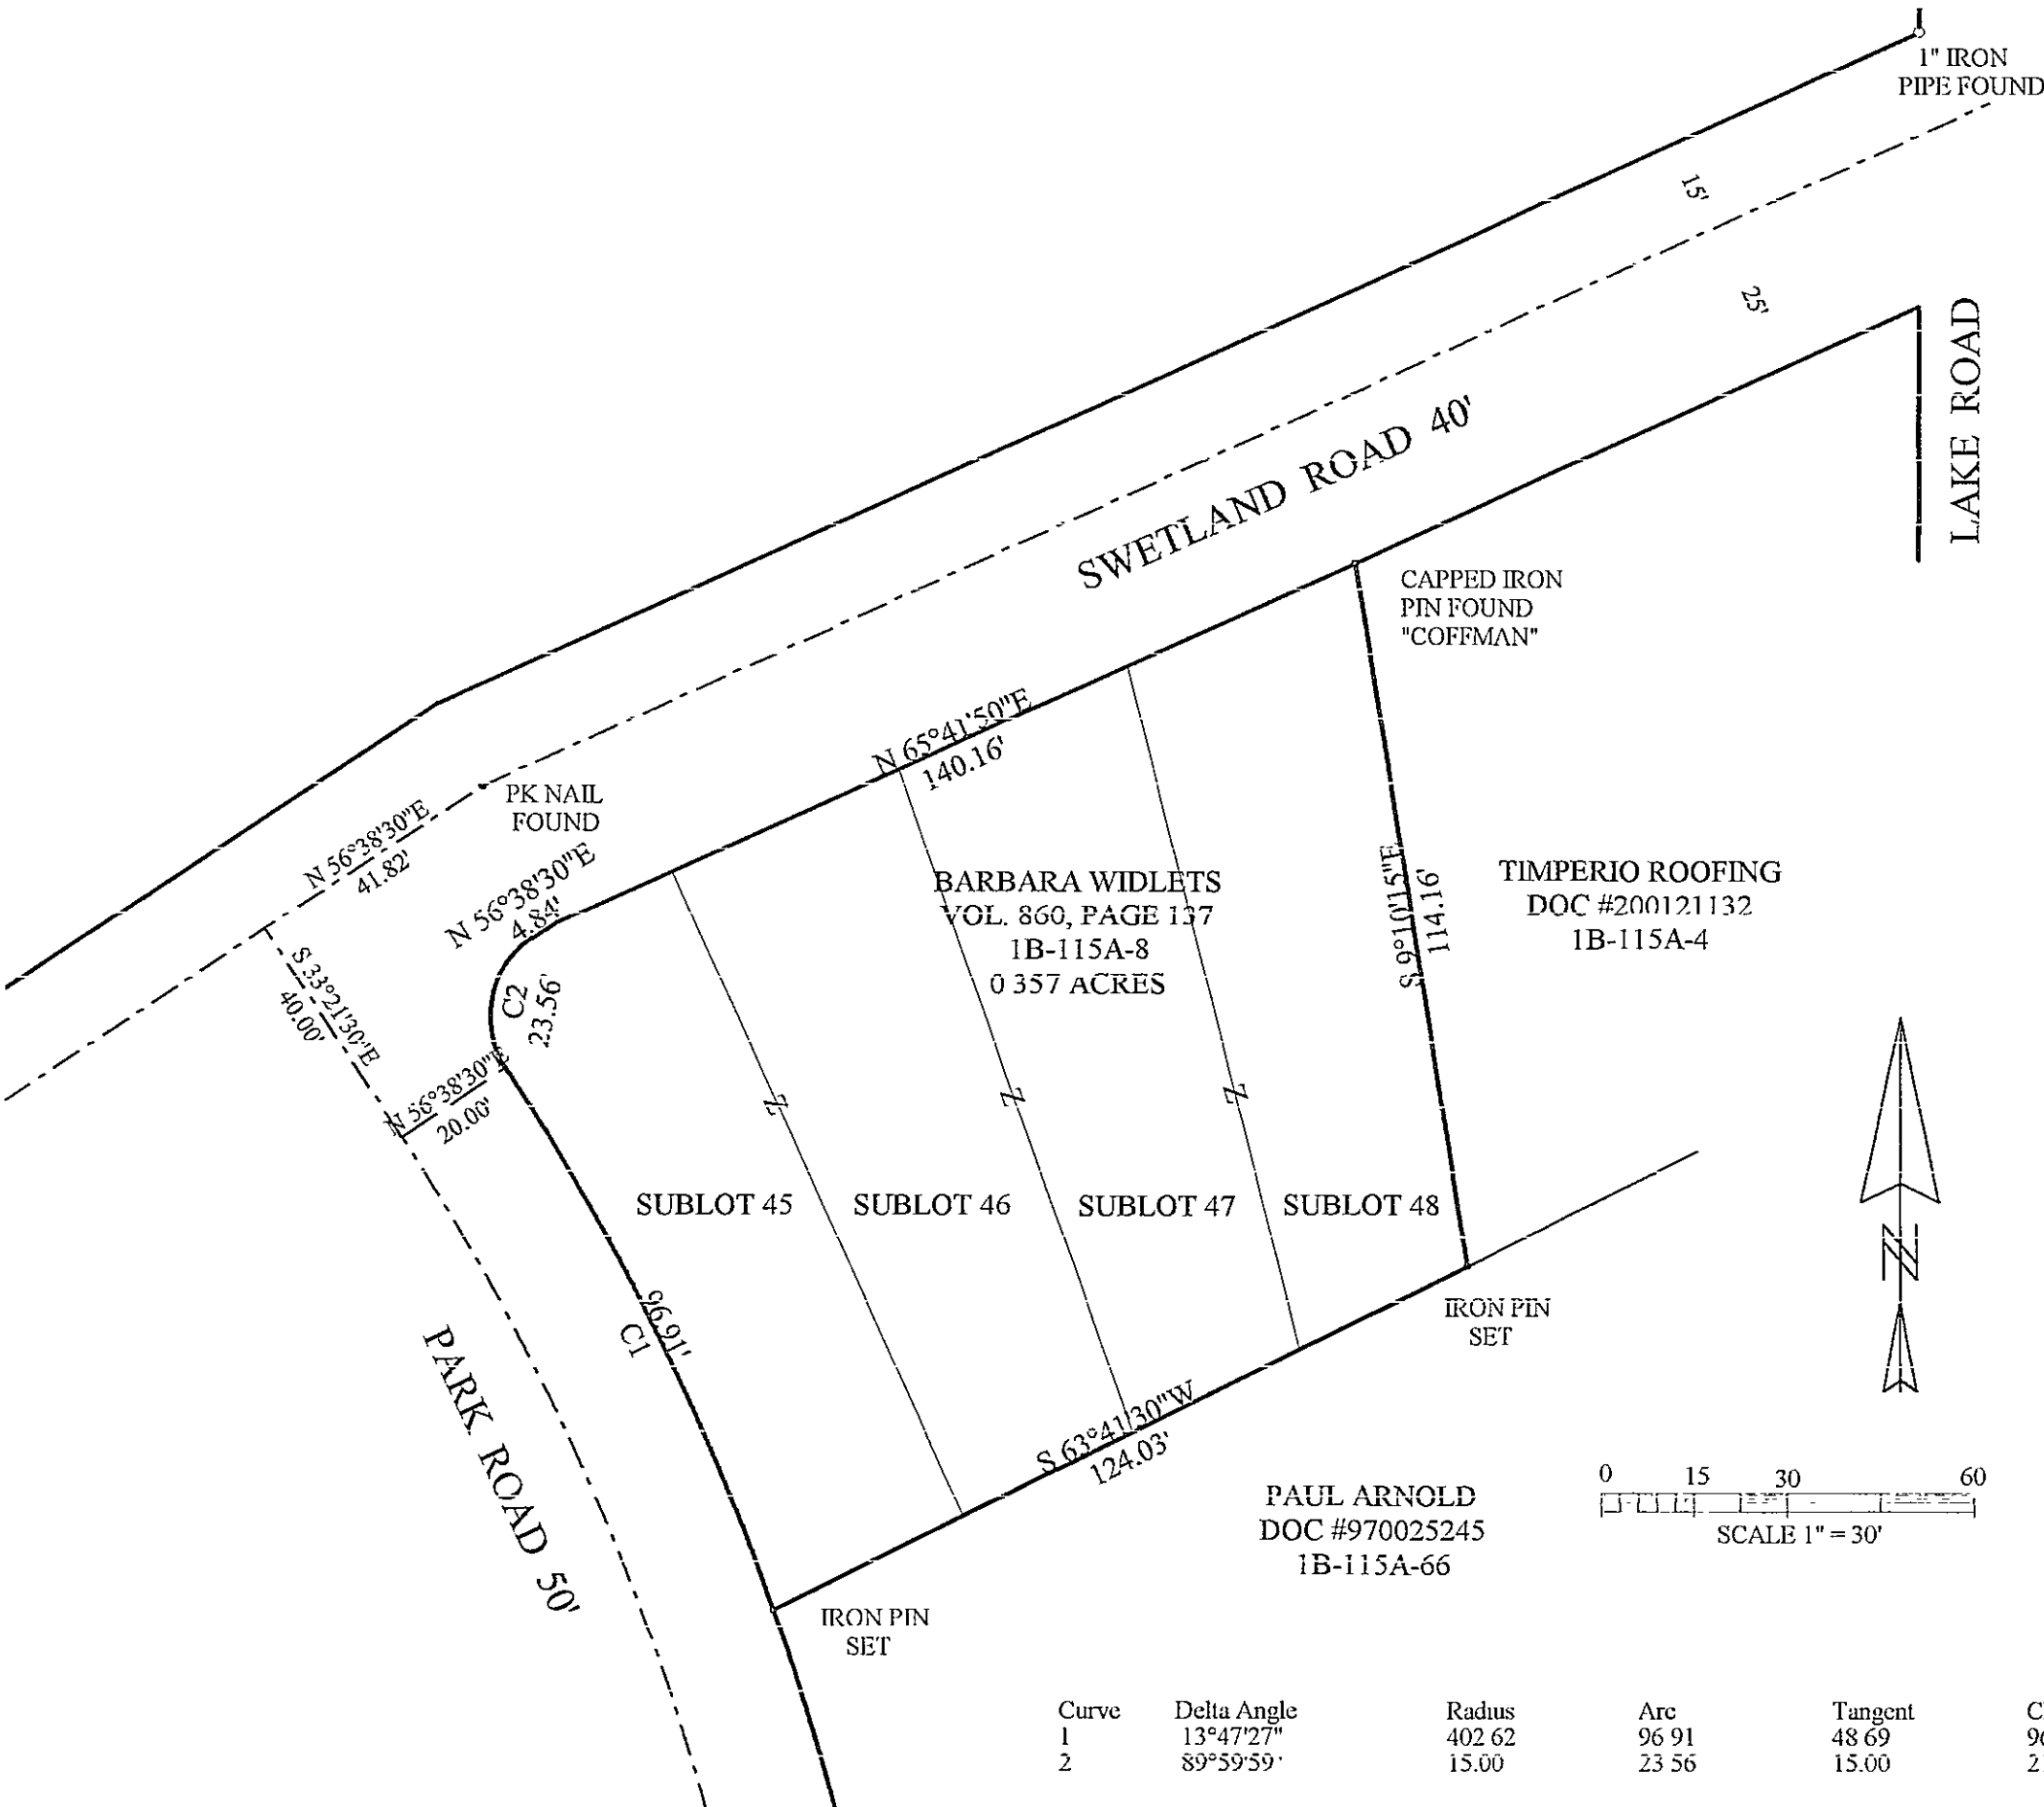 1" IRON
PIPE FOUND
15'
25'
LAKE ROAD
SWETLAND ROAD 40'
CAPPED IRON
PIN FOUND
"COFFMAN"
N 65°41'50"E
140.16'
PK NAIL
FOUND
N 56°38'30"E
41.82'
N 56°38'30"E
4.84'
BARBARA WIDLETS
VOL. 860, PAGE 137
1B-115A-8
0 357 ACRES
S 9°10'15"E
114.16'
TIMPERIO ROOFING
DOC #200121132
1B-115A-4
S 33°21'30"E
40.00'
C2
23.56'
N 56°38'30"E
20.00'
Z
Z
Z
SUBLOT 45
SUBLOT 46
SUBLOT 47
SUBLOT 48
N
96.91'
C1
IRON PIN
SET
PARK ROAD 50'
S 63°41'30"W
124.03'
PAUL ARNOLD
DOC #970025245
1B-115A-66
0 15 30 60
SCALE 1" = 30'
IRON PIN
SET
Curve Delta Angle Radius Arc Tangent
1 13°47'27" 402 62 96 91 48 69
2 89°59'59" 15.00 23 56 15.00